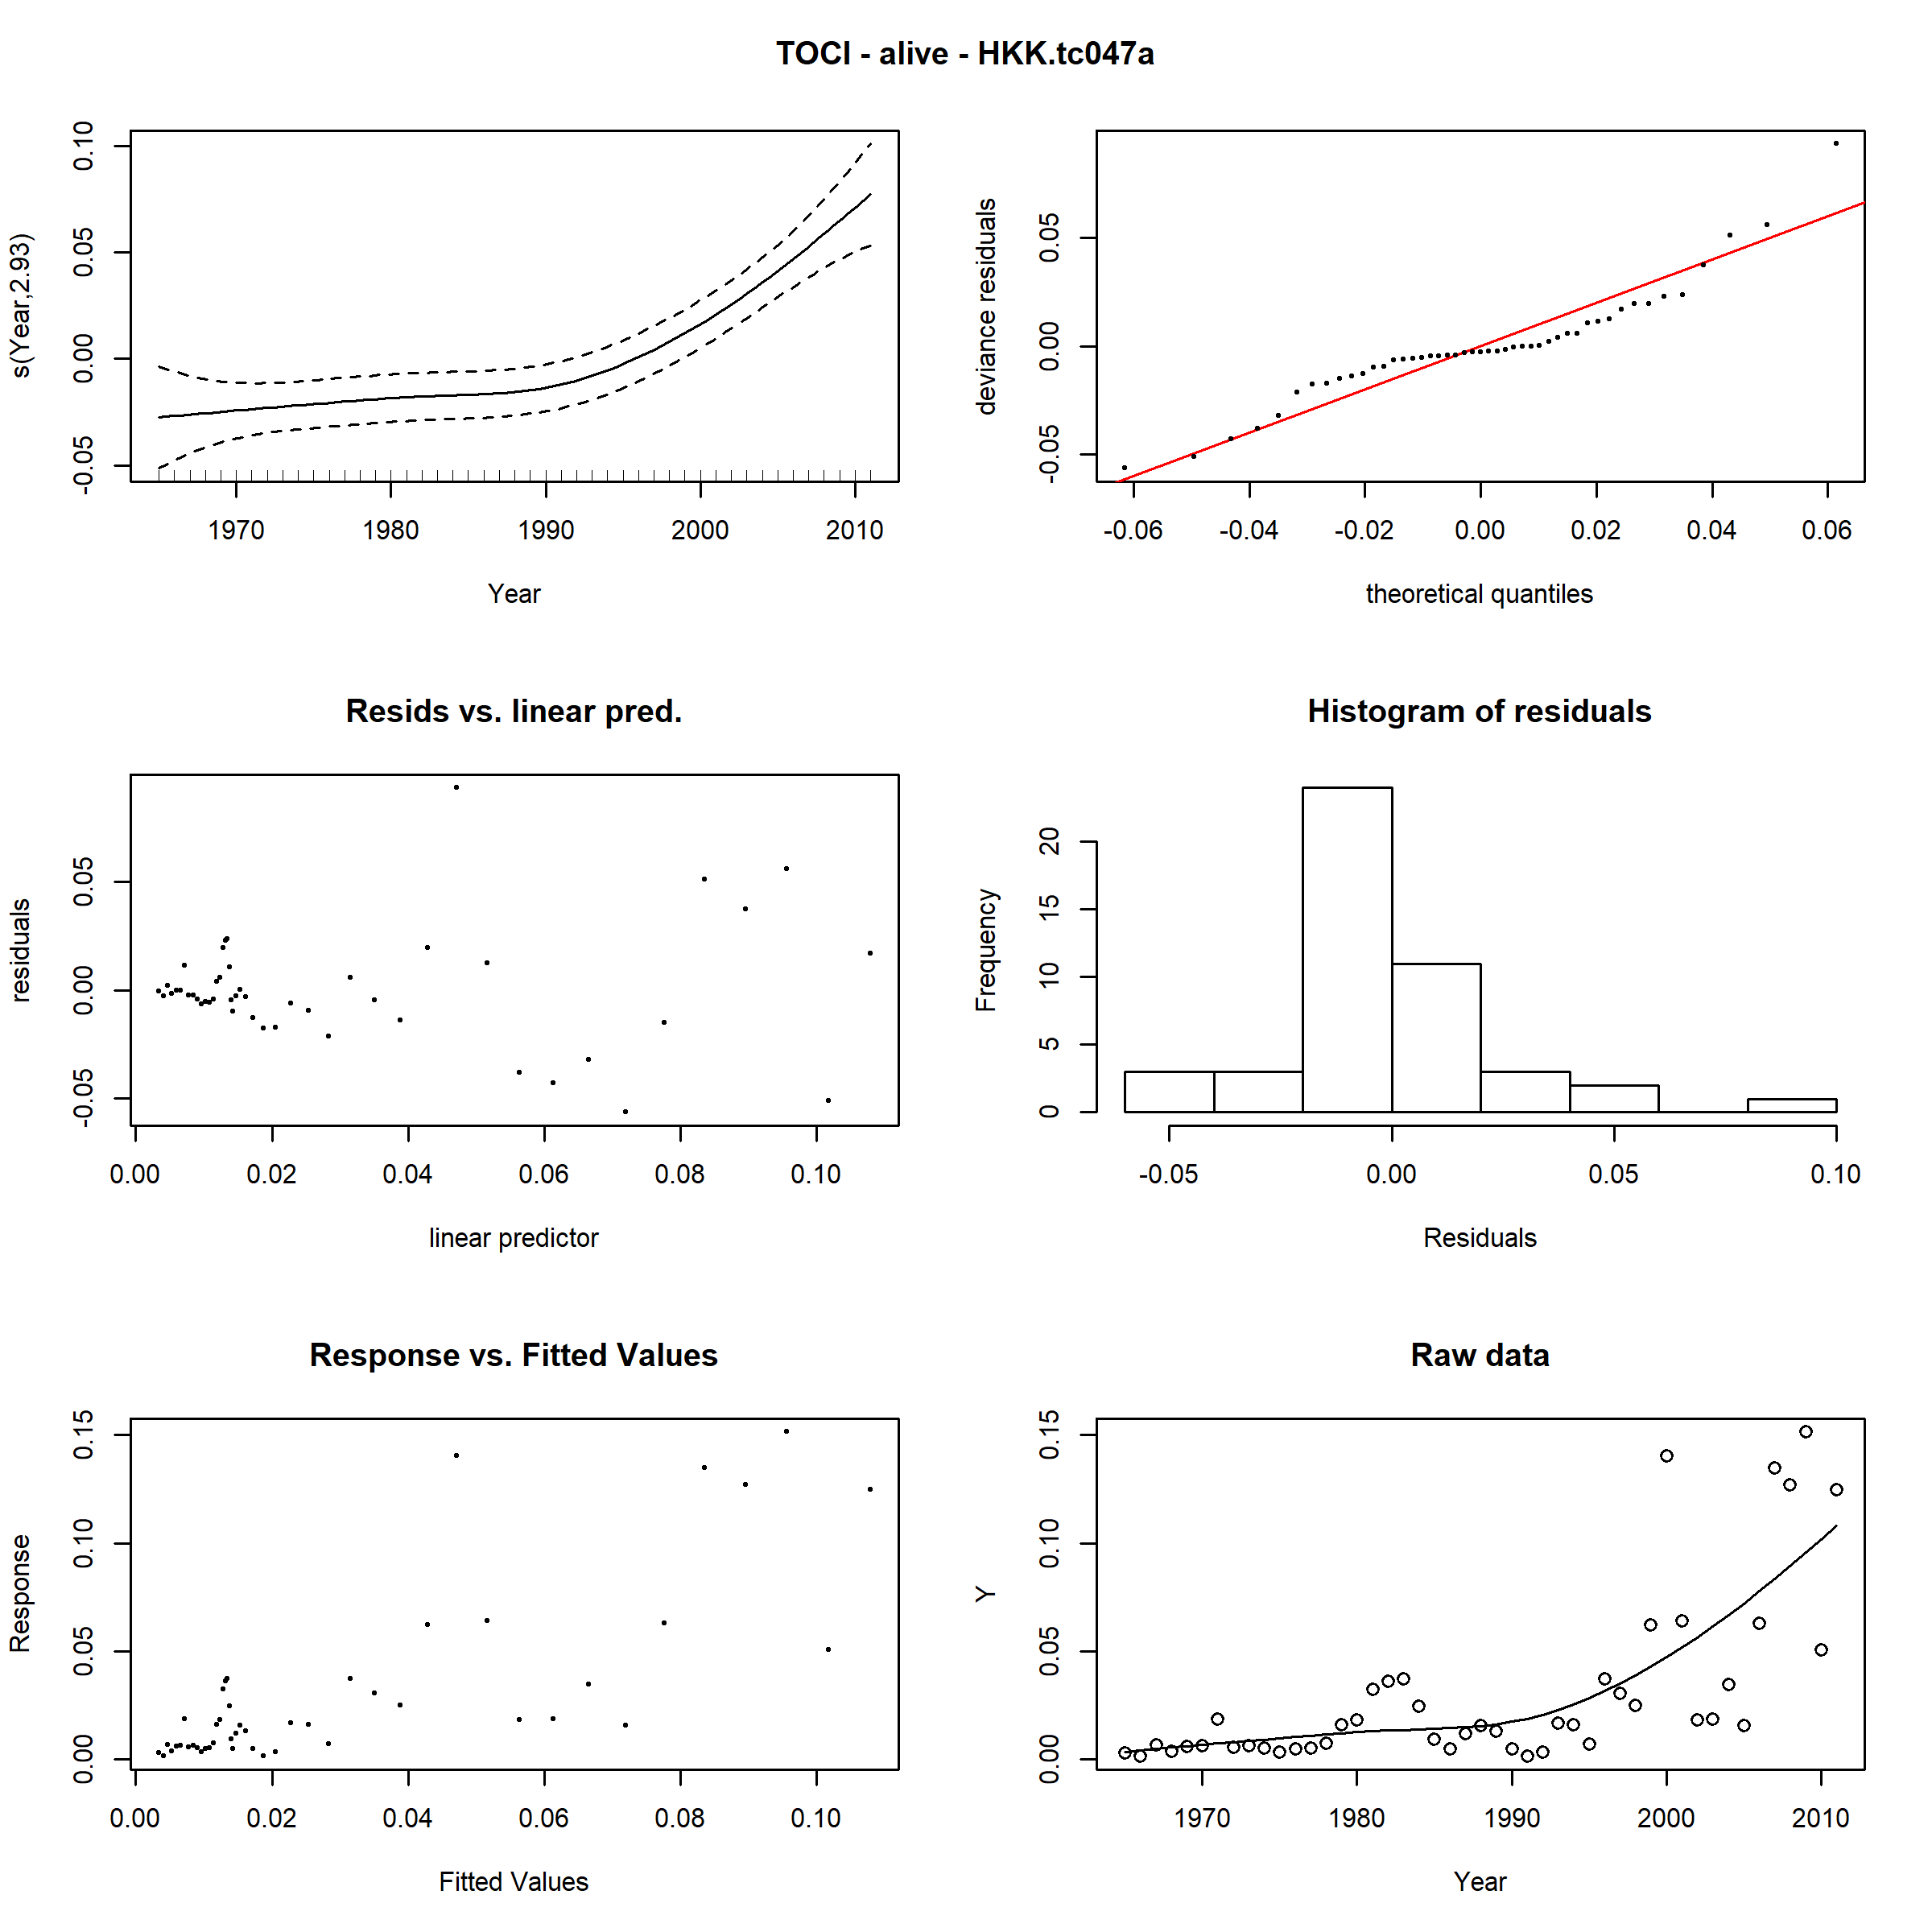 TOCI - alive - HKK.tc047a
s(Year,2.93)
-0.05 0.00 0.05 0.10
1970 1980 1990 2000 2010
Year
deviance residuals
-0.05 0.00 0.05
-0.06 -0.04 -0.02 0.00 0.02 0.04 0.06
theoretical quantiles
Resids vs. linear pred.
residuals
-0.05 0.00 0.05
0.00 0.02 0.04 0.06 0.08 0.10
linear predictor
Histogram of residuals
Frequency
0 5 10 15 20
-0.05 0.00 0.05 0.10
Residuals
Response vs. Fitted Values
Response
0.00 0.05 0.10 0.15
0.00 0.02 0.04 0.06 0.08 0.10
Fitted Values
Raw data
Y
0.00 0.05 0.10 0.15
1970 1980 1990 2000 2010
Year